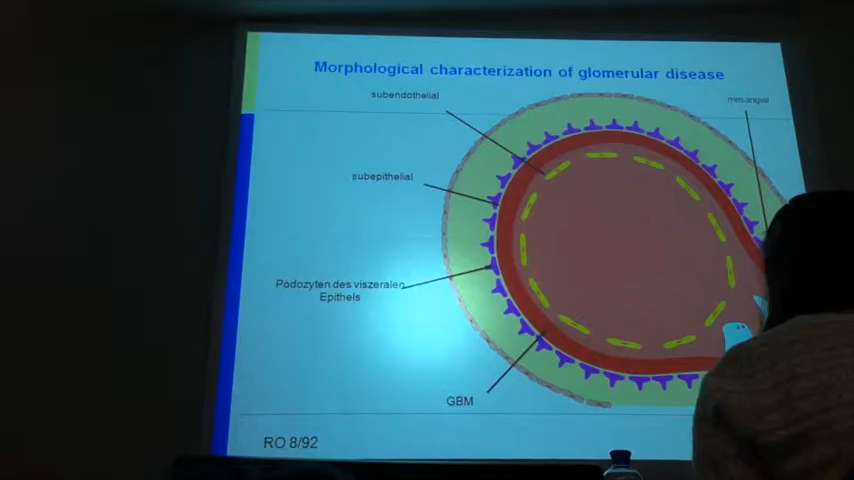 Morphological characterization of glomerular disease
subendothelial
mesangial
subepithelial
Podozyten des viszeralen
Epithels
GBM
RO 8/92